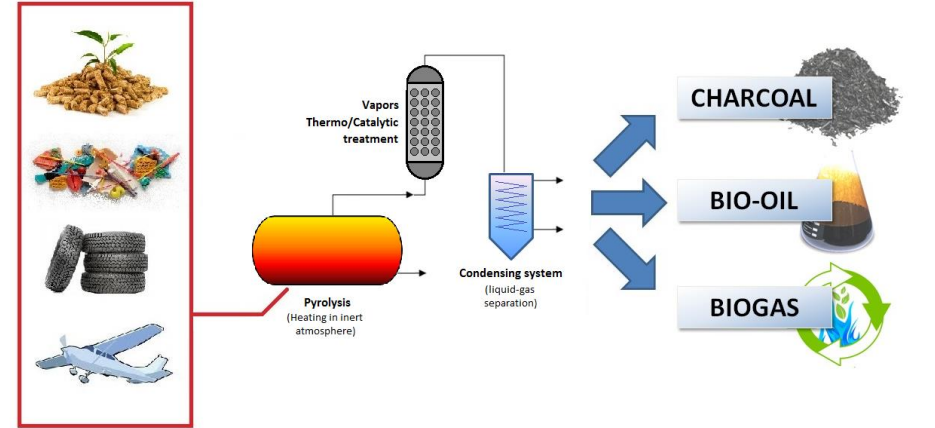 Vapors
Thermo/Catalytic
treatment
Pyrolysis
(Heating in inert
atmosphere)
Condensing system
(liquid-gas
separation)
CHARCOAL
BIO-OIL
BIOGAS